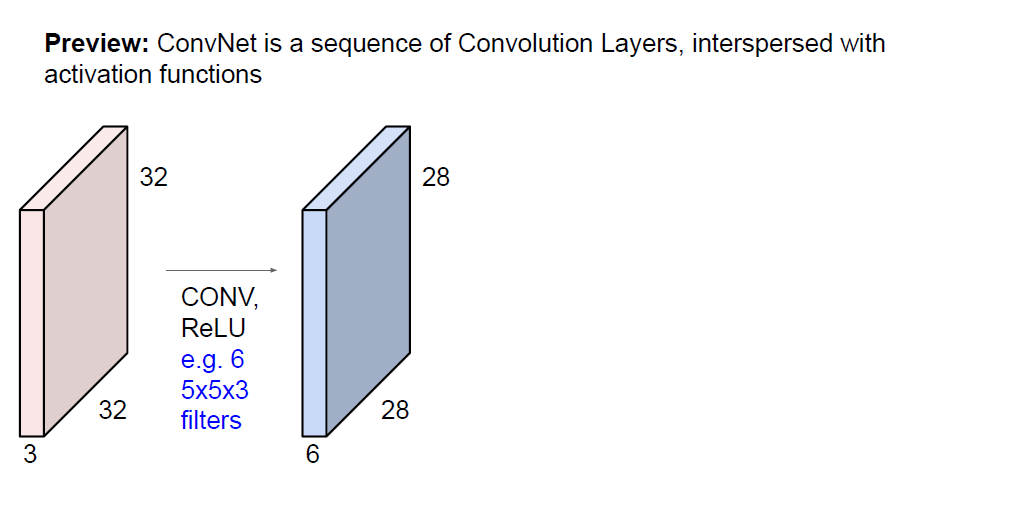 Preview: ConvNet is a sequence of Convolution Layers, interspersed with
activation functions
32
28
CONV,
ReLU
e.g. 6
5x5x3
filters
32
28
3
6